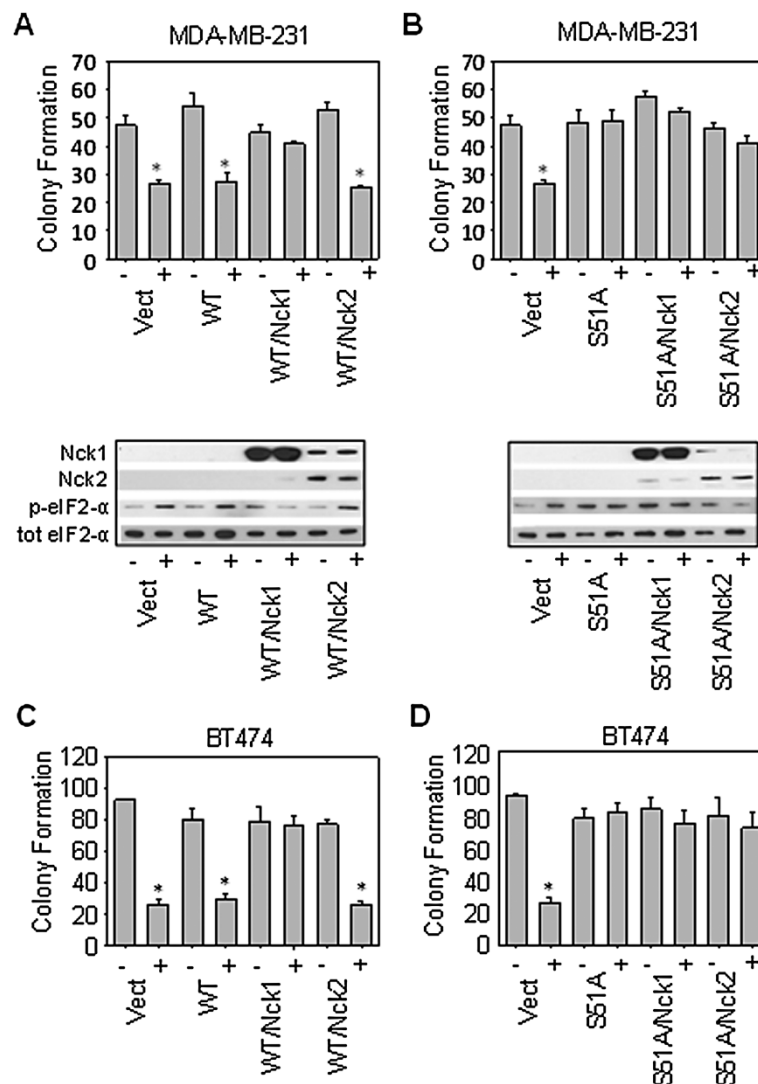 A
MDA-MB-231
Colony Formation
70
60
50
40
30
20
10
0
- + - + - + - +
Vect
WT
WT/Nck1
WT/Nck2
B
MDA-MB-231
Colony Formation
70
60
50
40
30
20
10
0
- + - + - + - +
Vect
S51A
S51A/Nck1
S51A/Nck2
* * *
*
Nck1
Nck2
p-eIF2-α
tot eIF2-α
- + - + - + - +
Vect
WT
WT/Nck1
WT/Nck2
- + - + - + - +
Vect
S51A
S51A/Nck1
S51A/Nck2
C
BT474
Colony Formation
120
100
80
60
40
20
0
* * *
- + - + - + - +
Vect
WT
WT/Nck1
WT/Nck2
D
BT474
Colony Formation
120
100
80
60
40
20
0
*
- + - + - + - +
Vect
S51A
S51A/Nck1
S51A/Nck2